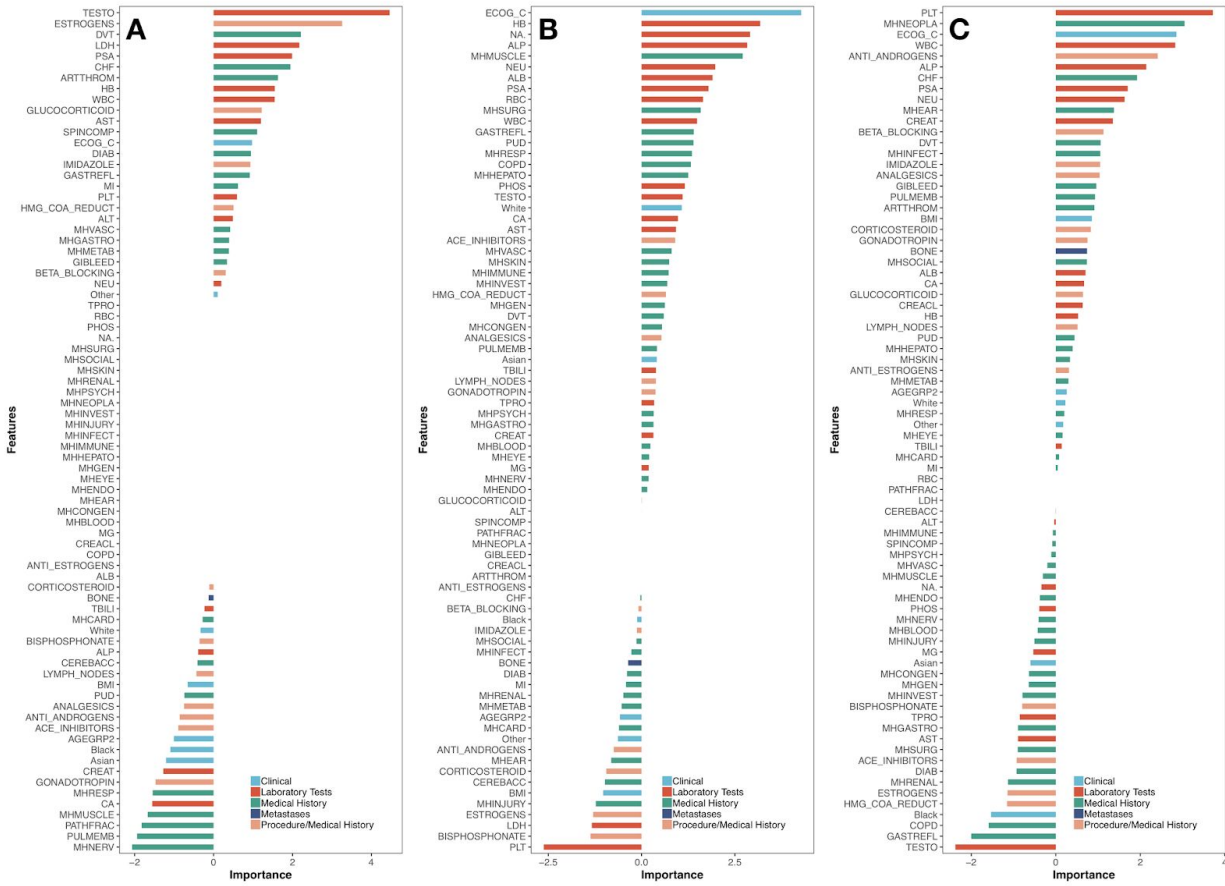 A
TESTO
ESTROGENS
DVT
LDH
PSA
CHF
ARTTHROM
HB
WBC
GLUCOCORTICOID
AST
SPINCOMP
ECOG_C
DIAB
IMIDAZOLE
GASTREFL
MI
PLT
HMG_COA_REDUCT
ALT
MHVASC
MHGASTRO
MHMETAB
GIBLEED
BETA_BLOCKING
NEU
Other
TPRO
RBC
PHOS
NA.
MHSURG
MHSOCIAL
MHSKIN
MHRENAL
MHPSYCH
MHNEOPLA
MHINVEST
MHINJURY
MHINFECT
MHIMMUNE
MHHEPATO
MHGEN
MHEYE
MHENDO
MHEAR
MHCONGEN
MHBLOOD
MG
CREACL
COPD
ANTI_ESTROGENS
ALB
CORTICOSTEROID
BONE
TBILI
MHCARD
White
BISPHOSPHONATE
ALP
CEREBACC
LYMPH_NODES
BMI
PUD
ANALGESICS
ANTI_ANDROGENS
ACE_INHIBITORS
AGEGRP2
Black
Asian
CREAT
GONADOTROPIN
MHRESP
CA
MHMUSCLE
PATHFRAC
PULMEMB
MHNERV
Features
Clinical
Laboratory Tests
Medical History
Metastases
Procedure/Medical History
−2 0 2 4
Importance
B
ECOG_C
HB
NA.
ALP
MHMUSCLE
NEU
ALB
PSA
RBC
MHSURG
WBC
GASTREFL
PUD
MHRESP
COPD
MHHEPATO
PHOS
TESTO
White
CA
AST
ACE_INHIBITORS
MHVASC
MHSKIN
MHIMMUNE
MHINVEST
HMG_COA_REDUCT
MHGEN
DVT
MHCONGEN
ANALGESICS
PULMEMB
Asian
TBILI
LYMPH_NODES
GONADOTROPIN
TPRO
MHPSYCH
MHGASTRO
CREAT
MHBLOOD
MHEYE
MG
MHNERV
MHENDO
GLUCOCORTICOID
ALT
SPINCOMP
PATHFRAC
MHNEOPLA
GIBLEED
CREACL
ARTTHROM
ANTI_ESTROGENS
CHF
BETA_BLOCKING
Black
IMIDAZOLE
MHSOCIAL
MHINFECT
BONE
DIAB
MI
MHRENAL
MHMETAB
AGEGRP2
MHCARD
Other
ANTI_ANDROGENS
MHEAR
CORTICOSTEROID
CEREBACC
BMI
MHINJURY
ESTROGENS
LDH
BISPHOSPHONATE
PLT
Features
Clinical
Laboratory Tests
Medical History
Metastases
Procedure/Medical History
−2.5 0.0 2.5
Importance
C
PLT
MHNEOPLA
ECOG_C
WBC
ANTI_ANDROGENS
ALP
CHF
PSA
NEU
MHEAR
CREAT
BETA_BLOCKING
DVT
MHINFECT
IMIDAZOLE
ANALGESICS
GIBLEED
PULMEMB
ARTTHROM
BMI
CORTICOSTEROID
GONADOTROPIN
BONE
MHSOCIAL
ALB
CA
GLUCOCORTICOID
CREACL
HB
LYMPH_NODES
PUD
MHHEPATO
MHSKIN
ANTI_ESTROGENS
MHMETAB
AGEGRP2
White
MHRESP
Other
MHEYE
TBILI
MHCARD
MI
RBC
PATHFRAC
LDH
CEREBACC
ALT
MHIMMUNE
SPINCOMP
MHPSYCH
MHVASC
MHMUSCLE
NA.
MHENDO
PHOS
MHNERV
MHBLOOD
MHINJURY
MG
Asian
MHCONGEN
MHGEN
MHINVEST
BISPHOSPHONATE
TPRO
MHGASTRO
AST
MHSURG
ACE_INHIBITORS
DIAB
MHRENAL
ESTROGENS
HMG_COA_REDUCT
Black
COPD
GASTREFL
TESTO
Features
Clinical
Laboratory Tests
Medical History
Metastases
Procedure/Medical History
−2 0 2 4
Importance